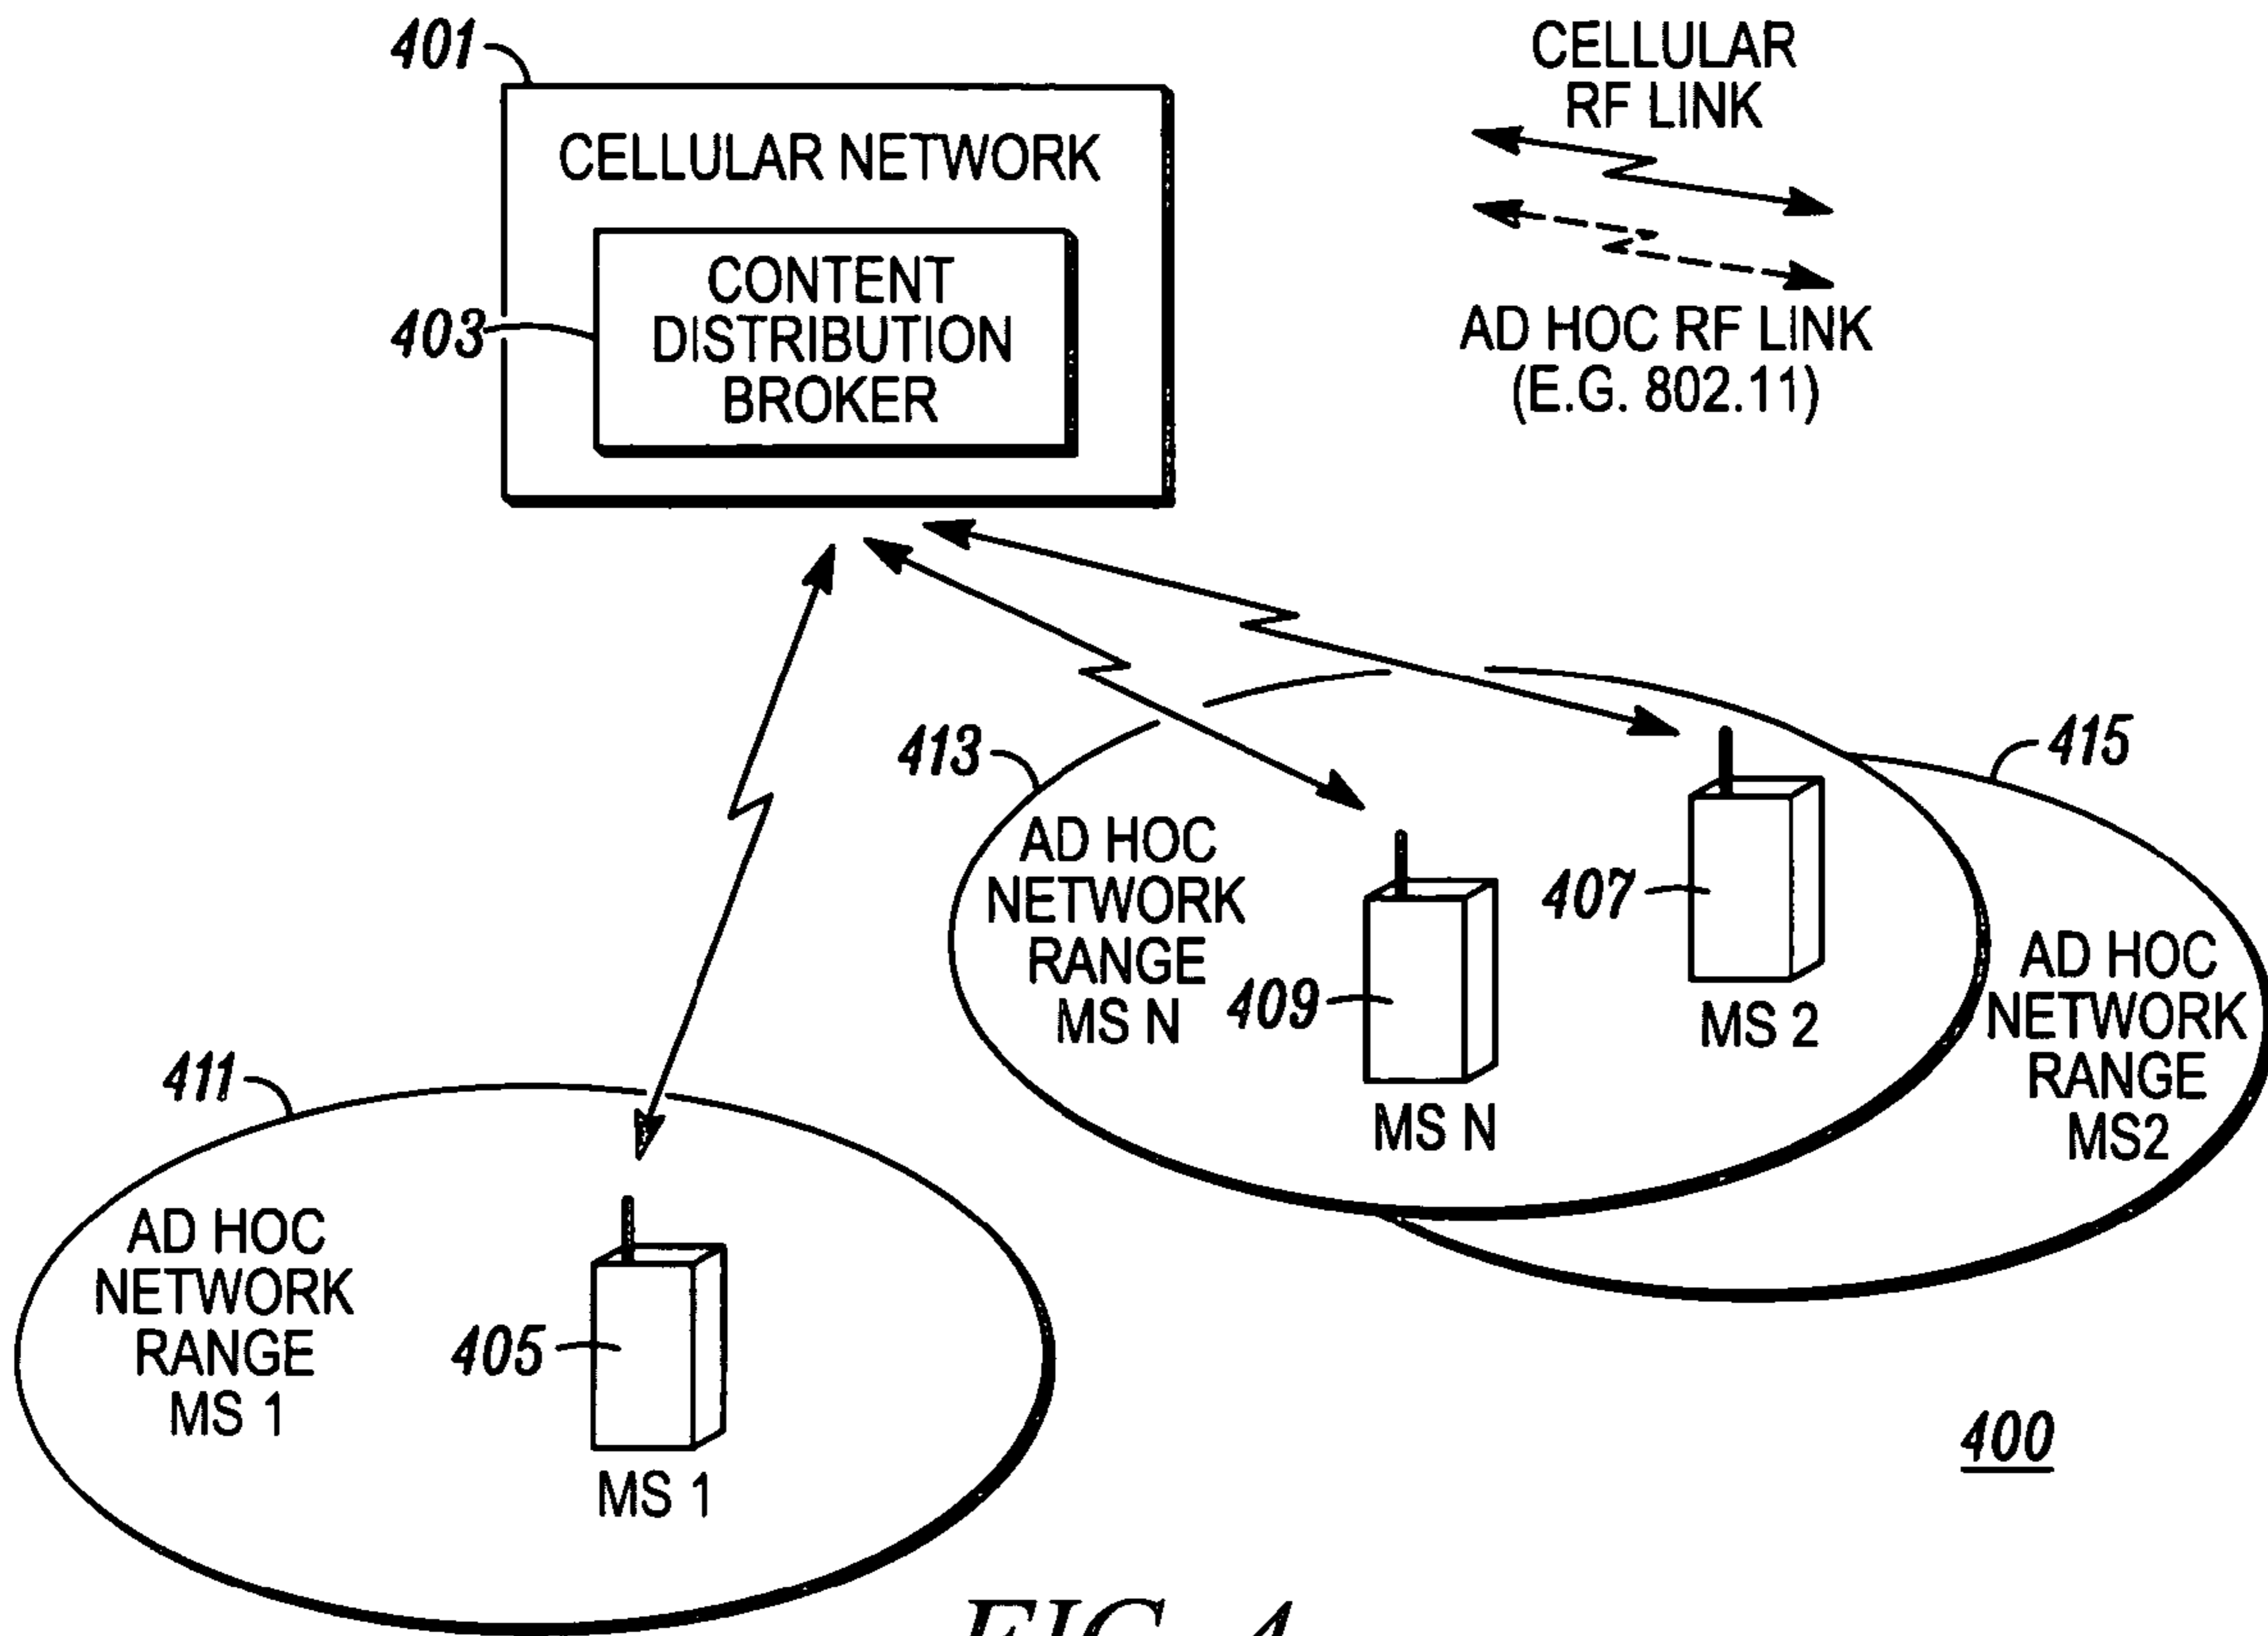 401
CELLULAR NETWORK
403
CONTENT
DISTRIBUTION
BROKER
CELLULAR
RF LINK
AD HOC RF LINK
(E.G. 802.11)
413
415
AD HOC
NETWORK
RANGE
MS N
409
MS N
407
MS 2
AD HOC
NETWORK
RANGE
MS2
411
AD HOC
NETWORK
RANGE
MS 1
405
MS 1
400
FIG. 4